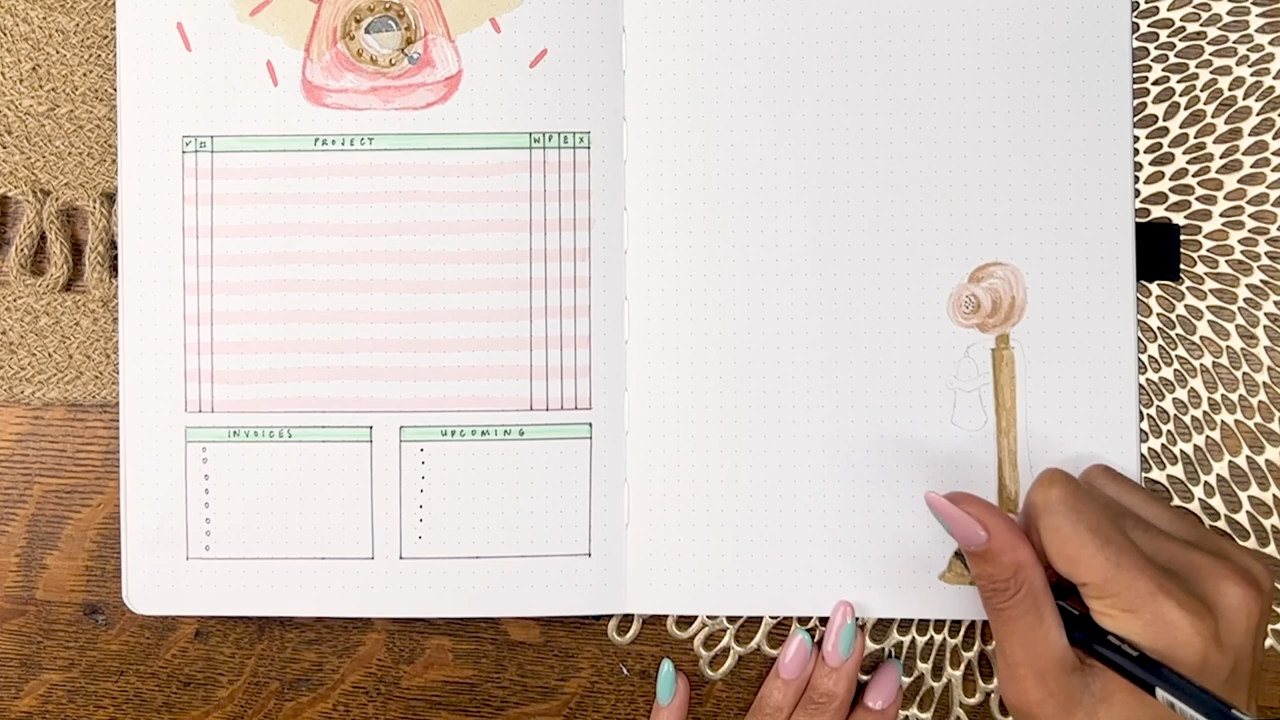 ✓ # PROJECT W P E X
INVOICES UPCOMING